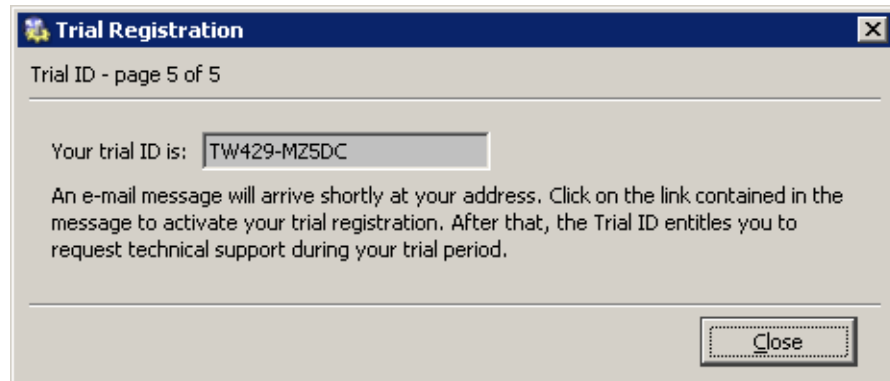 Trial Registration
Trial ID - page 5 of 5
Your trial ID is: TW429-MZ5DC
An e-mail message will arrive shortly at your address. Click on the link contained in the
message to activate your trial registration. After that, the Trial ID entitles you to
request technical support during your trial period.
Close